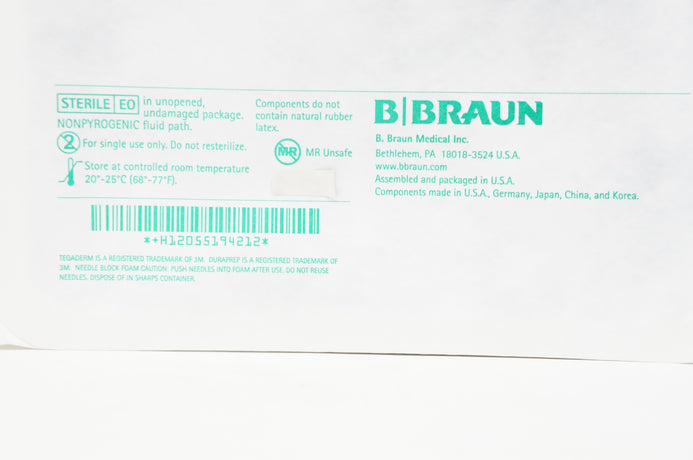 STERILE EO in unopened,
undamaged package.
NONPYROGENIC fluid path.
2 For single use only. Do not resterilize.
Store at controlled room temperature
20°-25°C (68°-77°F).
Components do not
contain natural rubber
latex.
MR MR Unsafe
B|BRAUN
B. Braun Medical Inc.
Bethlehem, PA 18018-3524 U.S.A.
www.bbraun.com
Assembled and packaged in U.S.A.
Components made in U.S.A., Germany, Japan, China, and Korea.
*+H12055194212*
TEGADERM IS A REGISTERED TRADEMARK OF 3M. DURAPREP IS A REGISTERED TRADEMARK OF
3M. NEEDLE BLOCK FOAM CAUTION: PUSH NEEDLES INTO FOAM AFTER USE. DO NOT REUSE
NEEDLES. DISPOSE OF IN SHARPS CONTAINER.